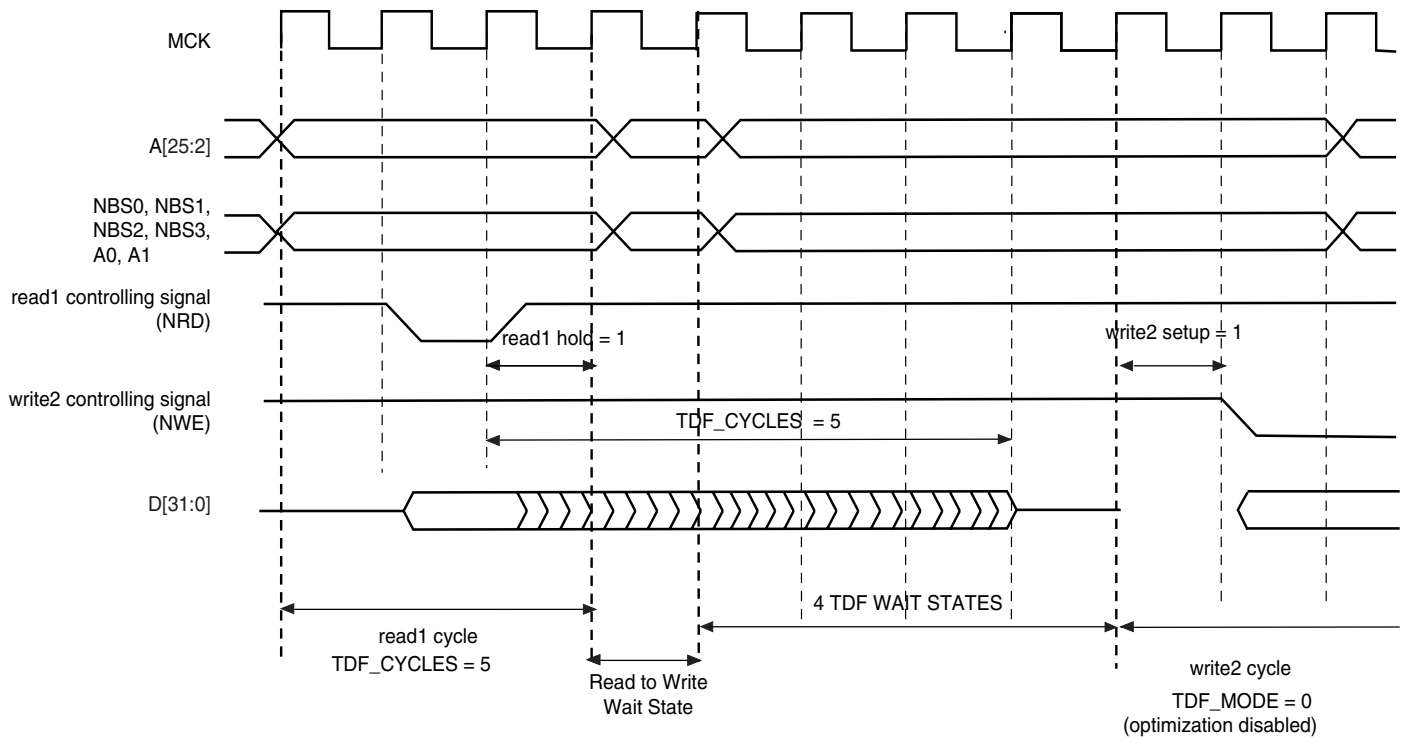 MCK
A[25:2]
NBS0, NBS1,
NBS2, NBS3,
A0, A1
read1 controlling signal
(NRD)
read1 hold = 1
write2 setup = 1
write2 controlling signal
(NWE)
TDF_CYCLES = 5
D[31:0]
4 TDF WAIT STATES
read1 cycle
TDF_CYCLES = 5
Read to Write
Wait State
write2 cycle
TDF_MODE = 0
(optimization disabled)